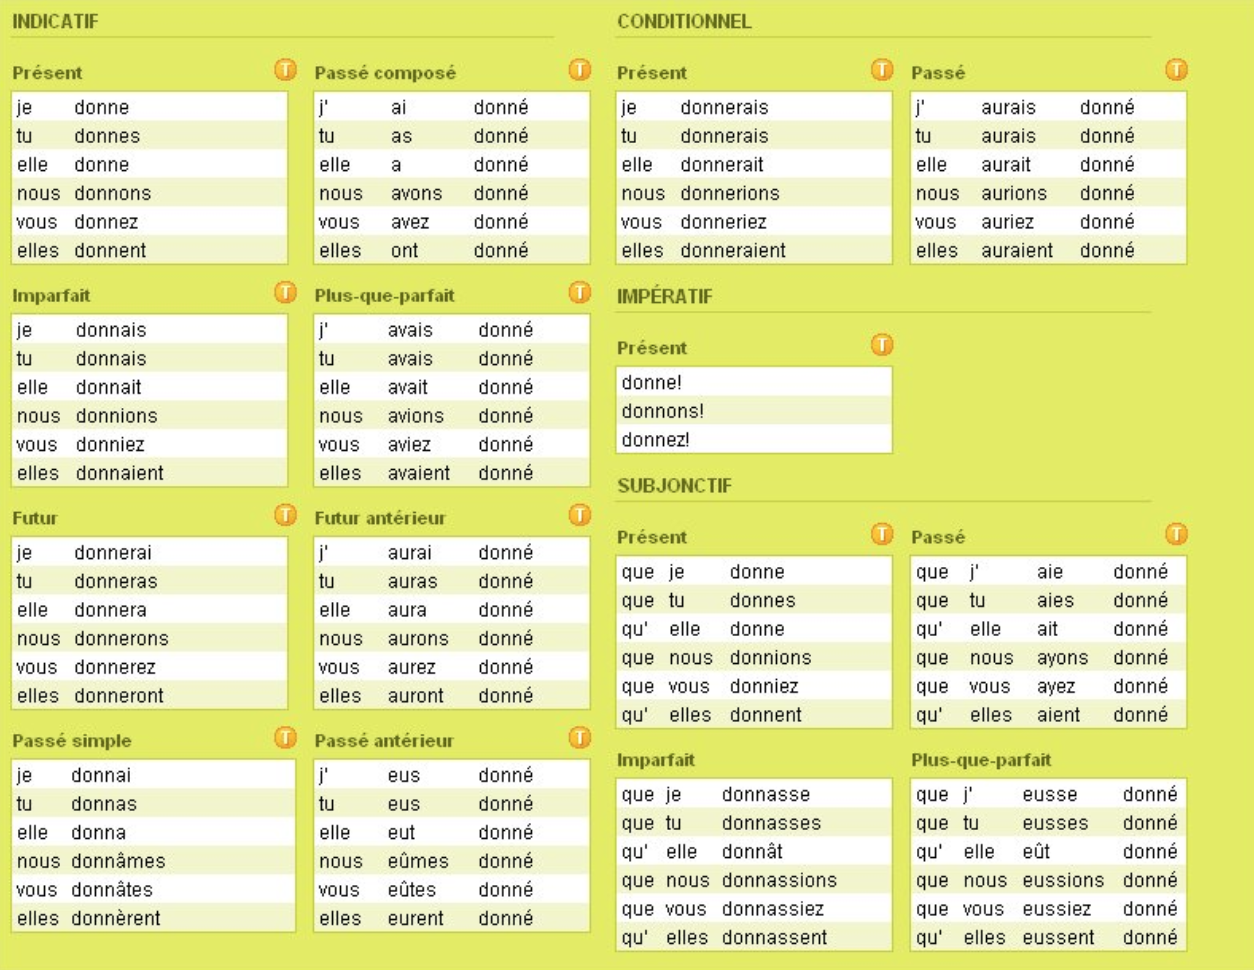 INDICATIF
Présent
je donne
tu donnes
elle donne
nous donnons
vous donnez
elles donnent
Passé composé
j' ai donné
tu as donné
elle a donné
nous avons donné
vous avez donné
elles ont donné
Imparfait
je donnais
tu donnais
elle donnait
nous donnions
vous donniez
elles donnaient
Plus-que-parfait
j' avais donné
tu avais donné
elle avait donné
nous avions donné
vous aviez donné
elles avaient donné
Futur
je donnerai
tu donneras
elle donnera
nous donnerons
vous donnerez
elles donneront
Futur antérieur
j' aurai donné
tu auras donné
elle aura donné
nous aurons donné
vous aurez donné
elles auront donné
Passé simple
je donnai
tu donnas
elle donna
nous donnâmes
vous donnâtes
elles donnèrent
Passé antérieur
j' eus donné
tu eus donné
elle eut donné
nous eûmes donné
vous eûtes donné
elles eurent donné
CONDITIONNEL
Présent
je donnerais
tu donnerais
elle donnerait
nous donnerions
vous donneriez
elles donneraient
Passé
j' aurais donné
tu aurais donné
elle aurait donné
nous aurions donné
vous auriez donné
elles auraient donné
IMPÉRATIF
Présent
donne!
donnons!
donnez!
SUBJONCTIF
Présent
que je donne
que tu donnes
qu' elle donne
que nous donnions
que vous donniez
qu' elles donnent
Passé
que j' aie donné
que tu aies donné
qu' elle ait donné
que nous ayons donné
que vous ayez donné
qu' elles aient donné
Imparfait
que je donnasse
que tu donnasses
qu' elle donnât
que nous donnassions
que vous donnassiez
qu' elles donnassent
Plus-que-parfait
que j' eusse donné
que tu eusses donné
qu' elle eût donné
que nous eussions donné
que vous eussiez donné
qu' elles eussent donné